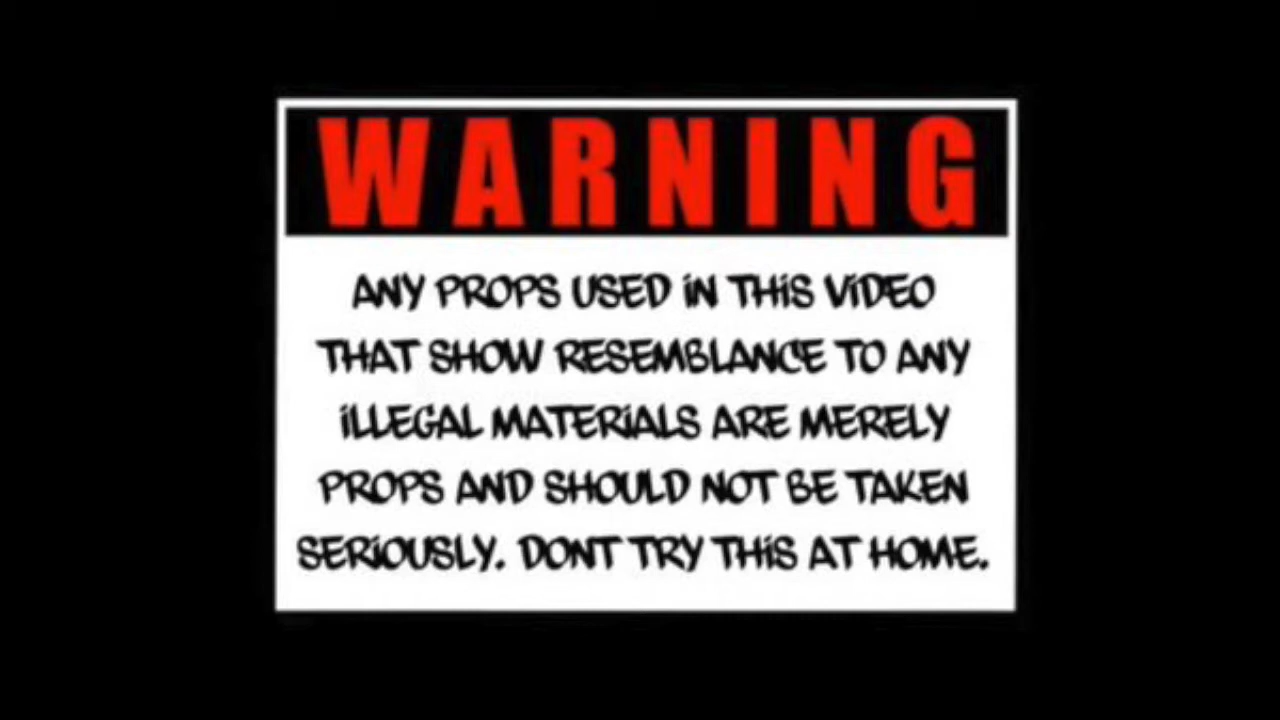 WARNING
ANY PROPS USED IN THIS VIDEO
THAT SHOW RESEMBLANCE TO ANY
ILLEGAL MATERIALS ARE MERELY
PROPS AND SHOULD NOT BE TAKEN
SERIOUSLY. DONT TRY THIS AT HOME.